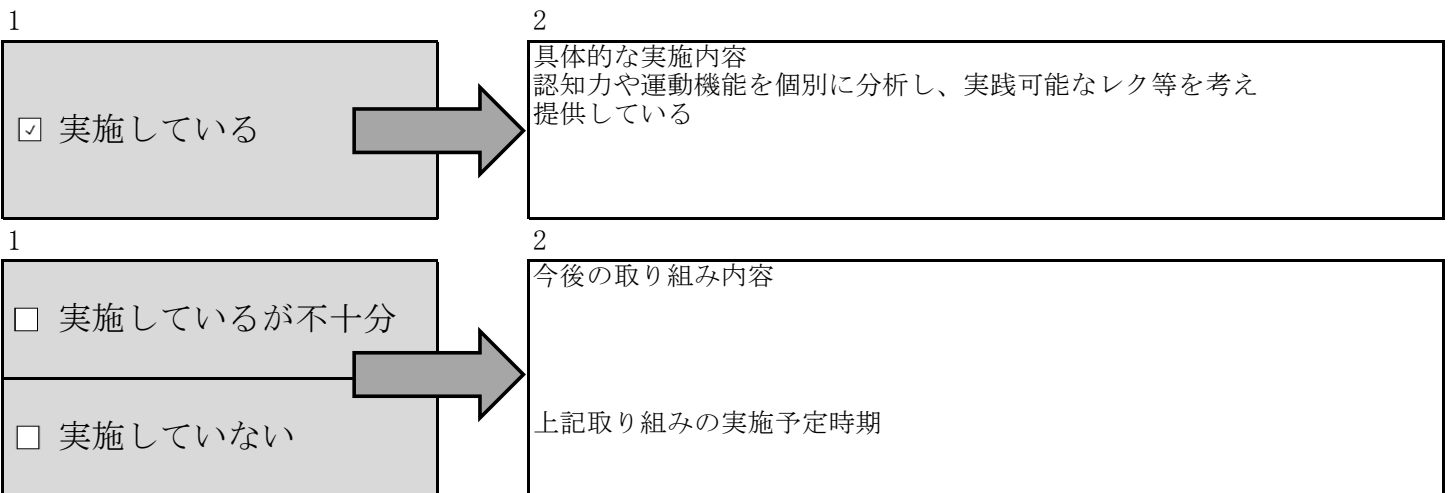 1
2
☑ 実施している
具体的な実施内容
認知力や運動機能を個別に分析し、実践可能なレク等を考え
提供している
1
2
□ 実施しているが不十分
□ 実施していない
今後の取り組み内容
上記取り組みの実施予定時期